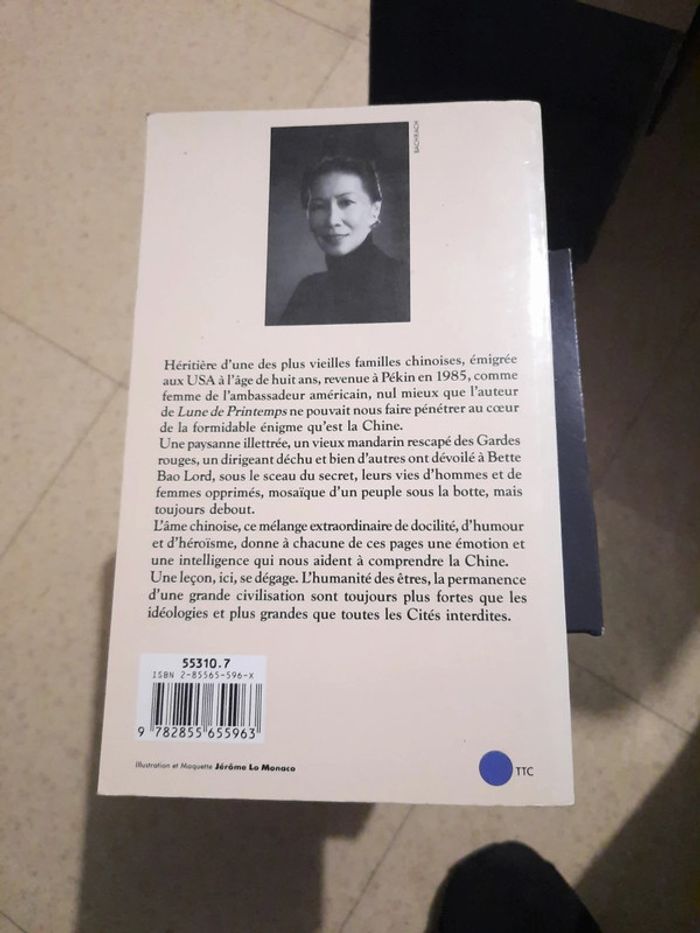 BACHRACH
Héritière d'une des plus vieilles familles chinoises, émigrée
aux USA à l'âge de huit ans, revenue à Pékin en 1985, comme
femme de l'ambassadeur américain, nul mieux que l'auteur
de Lune de Printemps ne pouvait nous faire pénétrer au cœur
de la formidable énigme qu'est la Chine.
Une paysanne illettrée, un vieux mandarin rescapé des Gardes
rouges, un dirigeant déchu et bien d'autres ont dévoilé à Bette
Bao Lord, sous le sceau du secret, leurs vies d'hommes et de
femmes opprimés, mosaïque d'un peuple sous la botte, mais
toujours debout.
L'âme chinoise, ce mélange extraordinaire de docilité, d'humour
et d'héroïsme, donne à chacune de ces pages une émotion et
une intelligence qui nous aident à comprendre la Chine.
Une leçon, ici, se dégage. L'humanité des êtres, la permanence
d'une grande civilisation sont toujours plus fortes que les
idéologies et plus grandes que toutes les Cités interdites.
55310.7
ISBN 2-85565-596-X
9 782855 655963
Illustration et Maquette Jérôme Lo Monaco
TTC